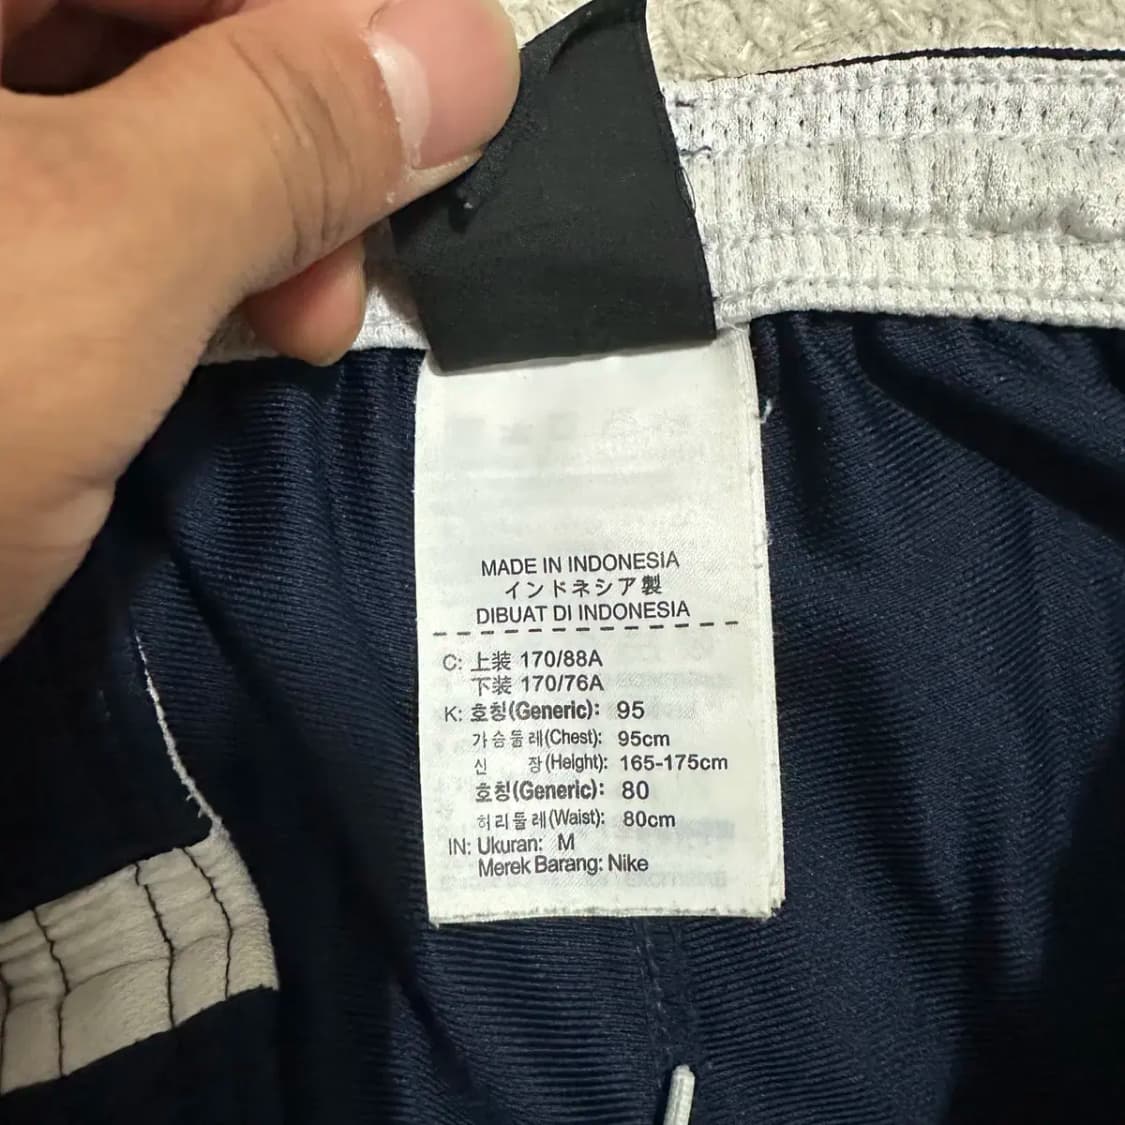 MADE IN INDONESIA
インドネシア製
DIBUAT DI INDONESIA
C: 上装 170/88A
下装 170/76A
K: 호칭(Generic): 95
가슴둘레(Chest): 95cm
신 장(Height): 165-175cm
호칭(Generic): 80
허리둘레(Waist): 80cm
IN: Ukuran: M
Merek Barang: Nike